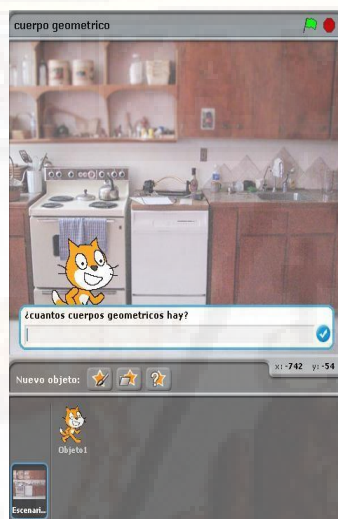 cuerpo geometrico
¿cuantos cuerpos geometricos hay?
x: -742 y: -54
Nuevo objeto:
Objeto1
Escenari...